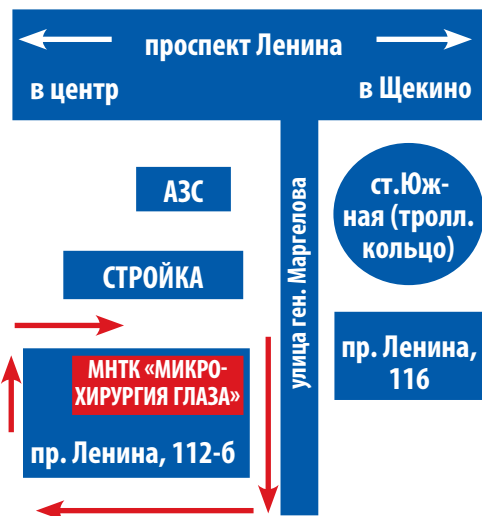 проспект Ленина
в центр
в Щекино
АЗС
ст.Юж-
ная (тролл.
кольцо)
СТРОЙКА
улица ген. Маргелова
пр. Ленина,
116
МНТК «МИКРО-
ХИРУРГИЯ ГЛАЗА»
пр. Ленина, 112-б